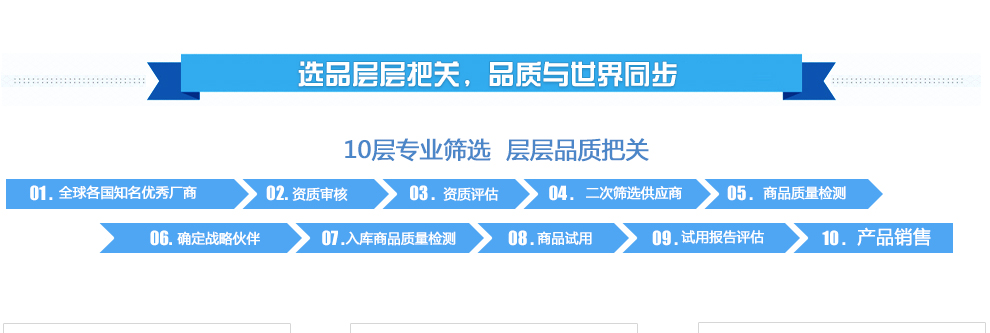 选品层层把关，品质与世界同步
10层专业筛选 层层品质把关
01. 全球各国知名优秀厂商 02. 资质审核 03. 资质评估 04. 二次筛选供应商 05. 商品质量检测
06. 确定战略伙伴 07.入库商品质量检测 08.商品试用 09.试用报告评估 10. 产品销售